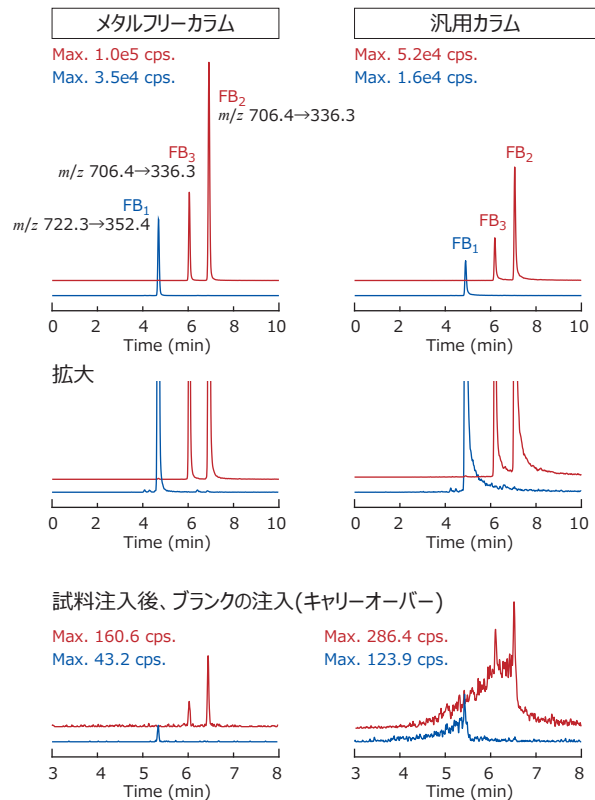 メタルフリーカラム
Max. 1.0e5 cps.
Max. 3.5e4 cps.
FB2
m/z 706.4→336.3
FB3
m/z 706.4→336.3
FB1
m/z 722.3→352.4
0 2 4 6 8 10
Time (min)
汎用カラム
Max. 5.2e4 cps.
Max. 1.6e4 cps.
FB2
FB3
FB1
0 2 4 6 8 10
Time (min)
拡大
0 2 4 6 8 10
Time (min)
0 2 4 6 8 10
Time (min)
試料注入後、ブランクの注入(キャリーオーバー)
Max. 160.6 cps.
Max. 43.2 cps.
3 4 5 6 7 8
Time (min)
Max. 286.4 cps.
Max. 123.9 cps.
3 4 5 6 7 8
Time (min)